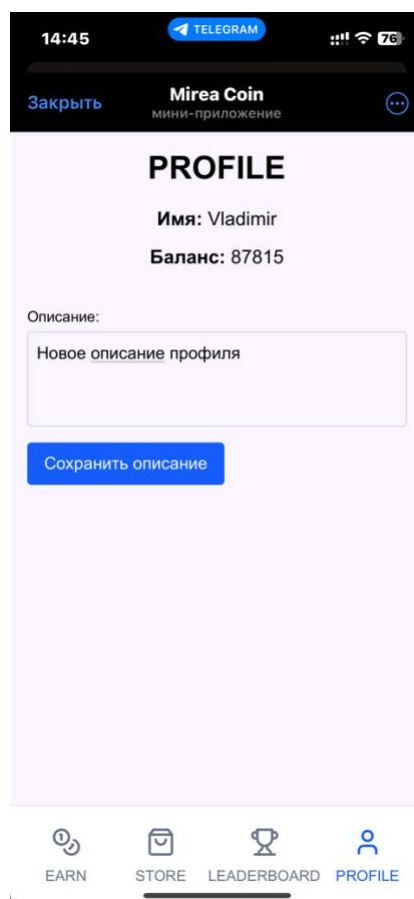 14:45
TELEGRAM
76
Закрыть
Mirea Coin
мини-приложение
PROFILE
Имя: Vladimir
Баланс: 87815
Описание:
Новое описание профиля
Сохранить описание
EARN STORE LEADERBOARD PROFILE